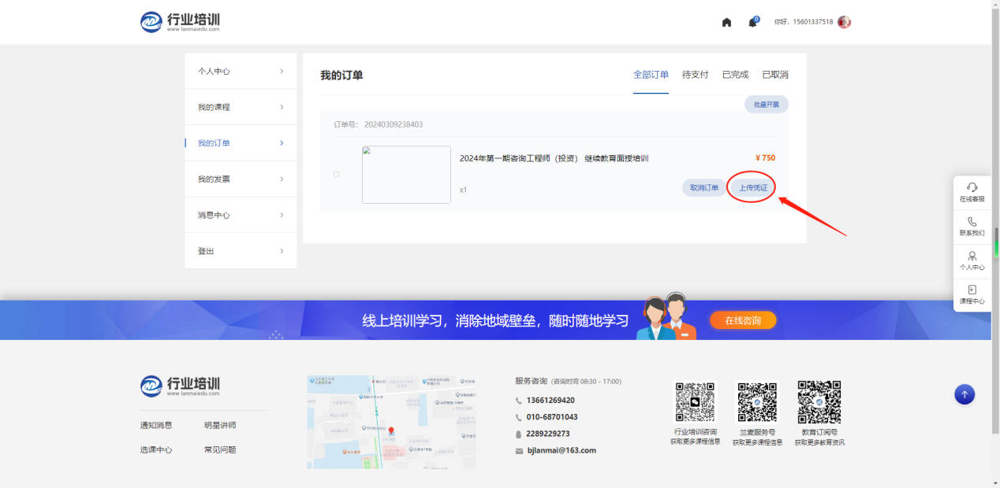 行业培训
www.lanmaiedu.com
0
你好，15601337518
个人中心
我的课程
我的订单
我的发票
消息中心
登出
我的订单
全部订单 待支付 已完成 已取消
批量开票
订单号： 20240309238403
2024年第一期咨询工程师（投资） 继续教育面授培训
¥ 750
x1
取消订单 上传凭证
在线客服
联系我们
个人中心
课程中心
线上培训学习，消除地域壁垒，随时随地学习
在线咨询
行业培训
www.lanmaiedu.com
通知消息 明星讲师
选课中心 常见问题
服务咨询（咨询时间 08:30 - 17:00）
13661269420
010-68701043
2289229273
bjlanmai@163.com
行业培训咨询
获取更多课程信息
兰麦服务号
获取更多课程信息
教育订阅号
获取更多教育资讯